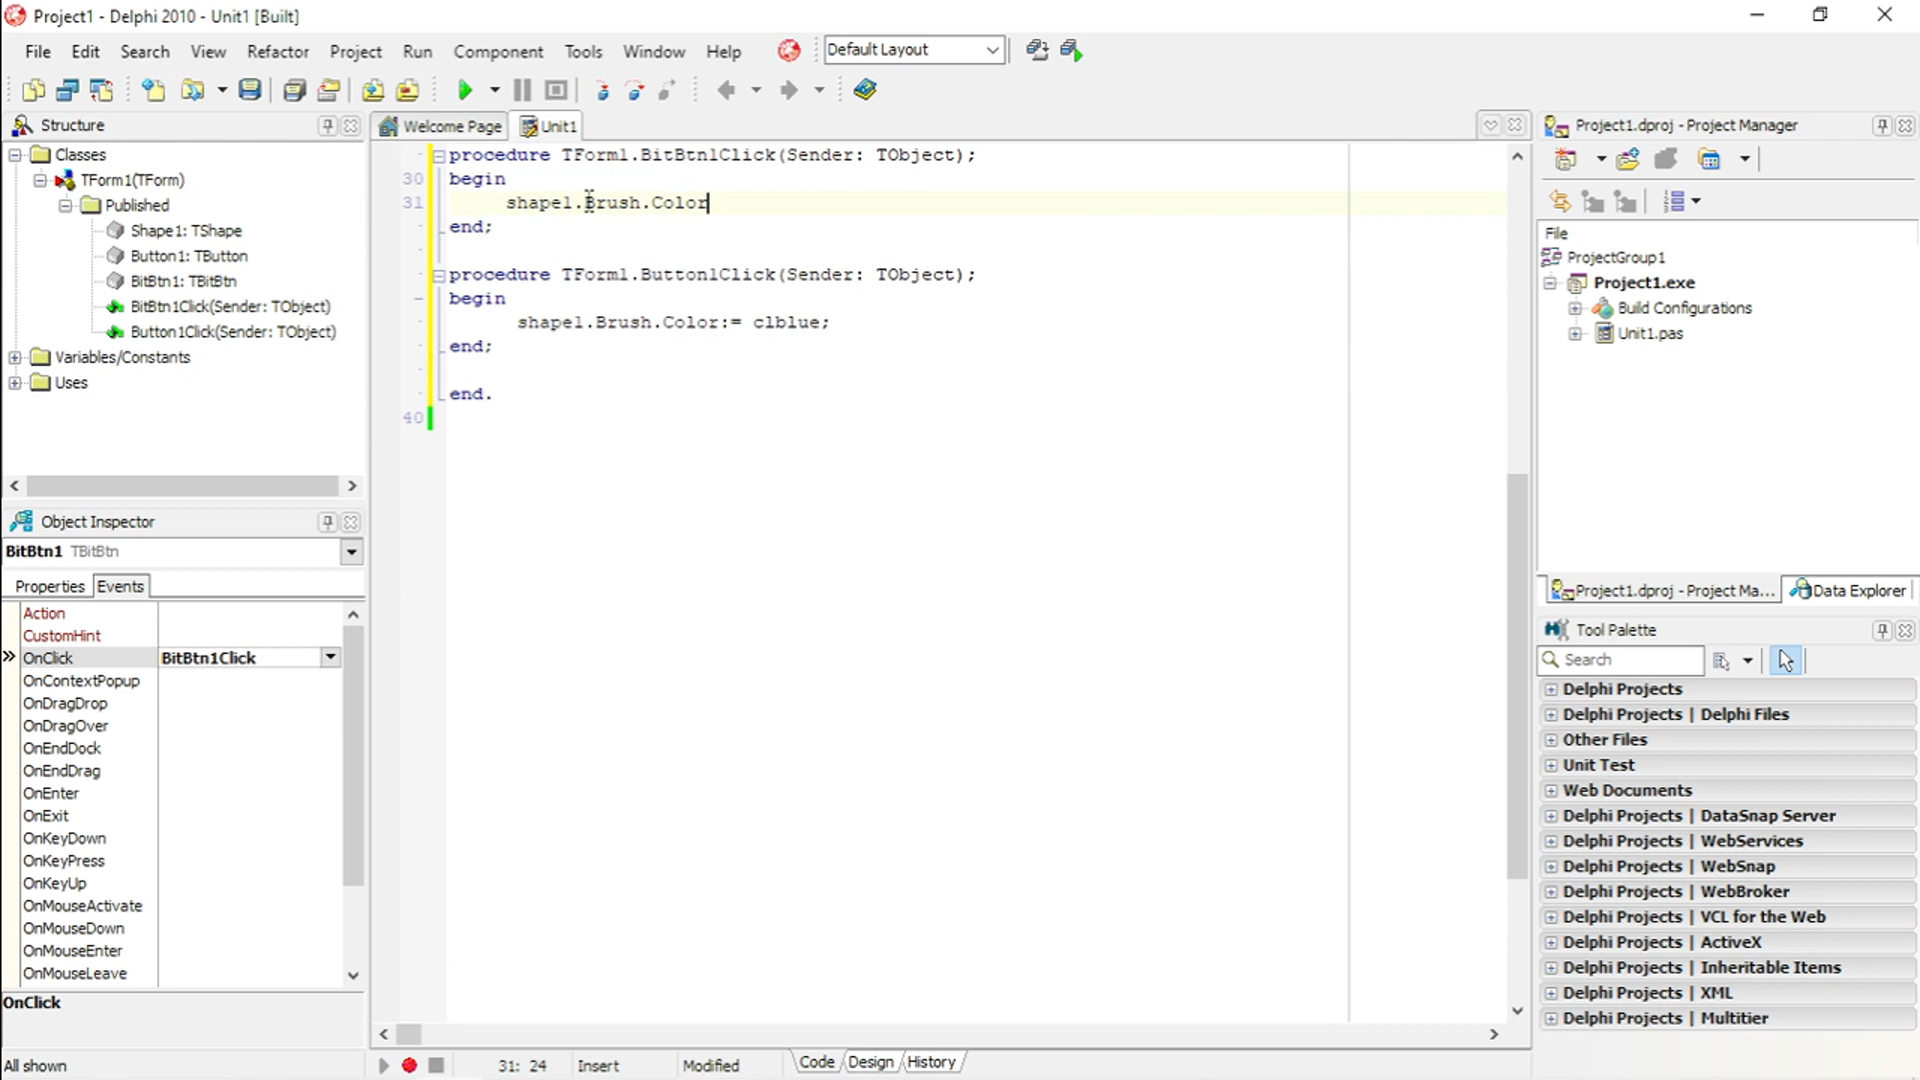 Project1 - Delphi 2010 - Unit1 [Built]
File Edit Search View Refactor Project Run Component Tools Window Help Default Layout
Structure
Classes
TForm1(TForm)
Published
Shape1: TShape
Button1: TButton
BitBtn1: TBitBtn
BitBtn1Click(Sender: TObject)
Button1Click(Sender: TObject)
Variables/Constants
Uses
Object Inspector
BitBtn1 TBitBtn
Properties Events
Action
CustomHint
OnClick BitBtn1Click
OnContextPopup
OnDragDrop
OnDragOver
OnEndDock
OnEndDrag
OnEnter
OnExit
OnKeyDown
OnKeyPress
OnKeyUp
OnMouseActivate
OnMouseDown
OnMouseEnter
OnMouseLeave
OnClick
All shown
Welcome Page Unit1
procedure TForm1.BitBtn1Click(Sender: TObject);
30 begin
31 shape1.Brush.Color
end;
procedure TForm1.Button1Click(Sender: TObject);
begin
shape1.Brush.Color:= clblue;
end;
end.
40
31: 24 Insert Modified Code Design History
Project1.dproj - Project Manager
File
ProjectGroup1
Project1.exe
Build Configurations
Unit1.pas
Project1.dproj - Project Ma... Data Explorer
Tool Palette
Search
Delphi Projects
Delphi Projects | Delphi Files
Other Files
Unit Test
Web Documents
Delphi Projects | DataSnap Server
Delphi Projects | WebServices
Delphi Projects | WebSnap
Delphi Projects | WebBroker
Delphi Projects | VCL for the Web
Delphi Projects | ActiveX
Delphi Projects | Inheritable Items
Delphi Projects | XML
Delphi Projects | Multitier